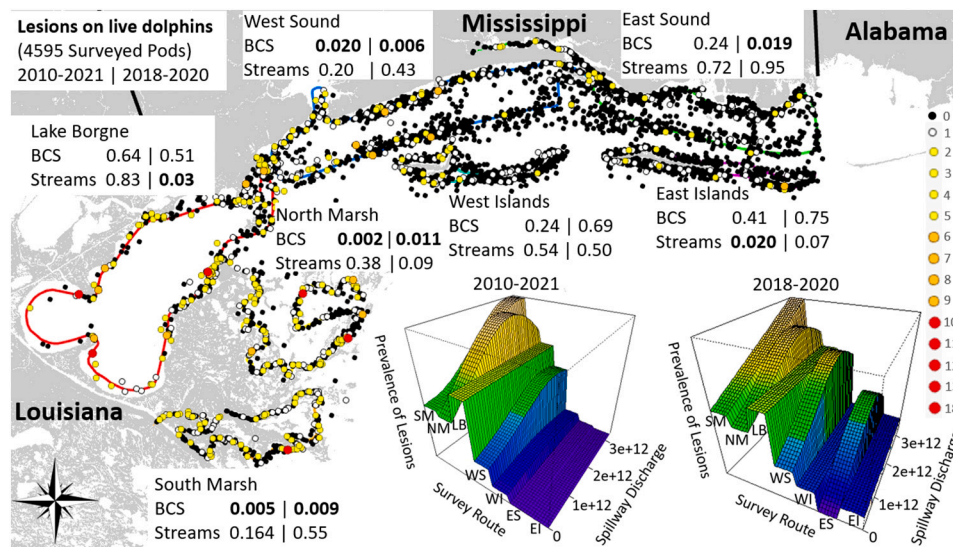 Lesions on live dolphins
(4595 Surveyed Pods)
2010-2021 | 2018-2020
West Sound
BCS 0.020 | 0.006
Streams 0.20 | 0.43
Mississippi
East Sound
BCS 0.24 | 0.019
Streams 0.72 | 0.95
Alabama
Lake Borgne
BCS 0.64 | 0.51
Streams 0.83 | 0.03
0
1
2
3
4
5
6
7
8
9
10
18
North Marsh
BCS 0.002 | 0.011
Streams 0.38 | 0.09
West Islands
BCS 0.24 | 0.69
Streams 0.54 | 0.50
East Islands
BCS 0.41 | 0.75
Streams 0.020 | 0.07
Louisiana
South Marsh
BCS 0.005 | 0.009
Streams 0.164 | 0.55
2010-2021
Prevalence of Lesions
SM
NM
LB
WS
WI
ES
EI
Survey Route
0
1e+12
2e+12
3e+12
Spillway Discharge
2018-2020
Prevalence of Lesions
SM
NM
LB
WS
WI
ES
EI
Survey Route
0
1e+12
2e+12
3e+12
Spillway Discharge